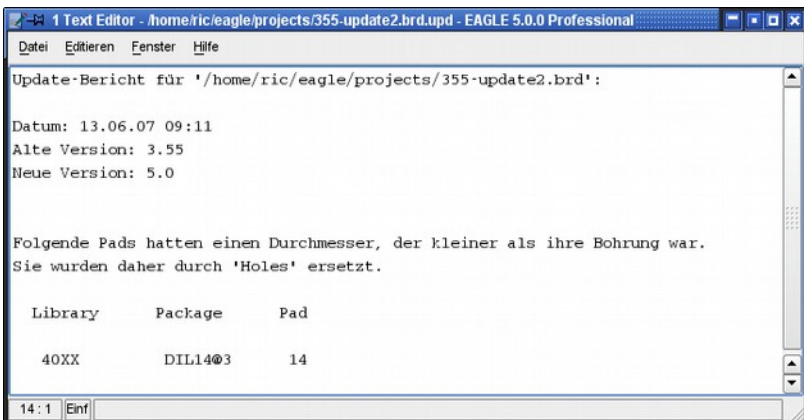 1 Text Editor - /home/ric/eagle/projects/355-update2.brd.upd - EAGLE 5.0.0 Professional
Datei Editieren Fenster Hilfe
Update-Bericht für '/home/ric/eagle/projects/355-update2.brd':
Datum: 13.06.07 09:11
Alte Version: 3.55
Neue Version: 5.0
Folgende Pads hatten einen Durchmesser, der kleiner als ihre Bohrung war.
Sie wurden daher durch 'Holes' ersetzt.
Library Package Pad
40XX DIL14@3 14
14:1 Einf